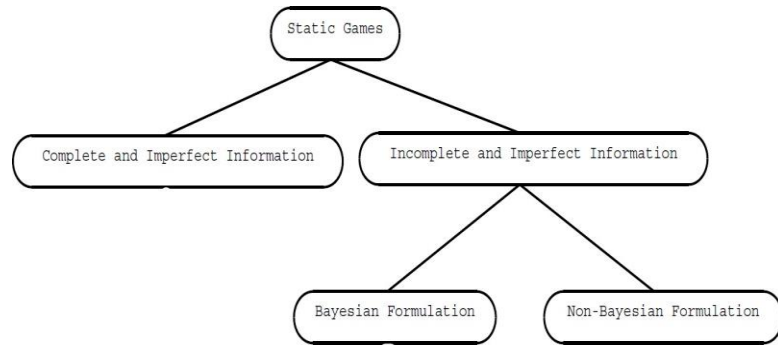 Static Games
Complete and Imperfect Information
Incomplete and Imperfect Information
Bayesian Formulation
Non-Bayesian Formulation